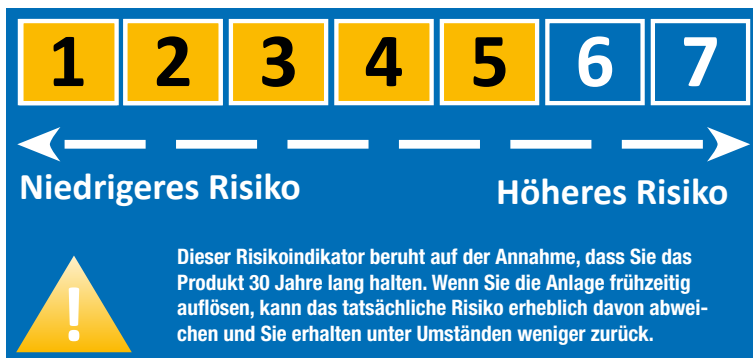 1 2 3 4 5 6 7
Niedrigeres Risiko Höheres Risiko
!
Dieser Risikoindikator beruht auf der Annahme, dass Sie das
Produkt 30 Jahre lang halten. Wenn Sie die Anlage frühzeitig
auflösen, kann das tatsächliche Risiko erheblich davon abwei-
chen und Sie erhalten unter Umständen weniger zurück.